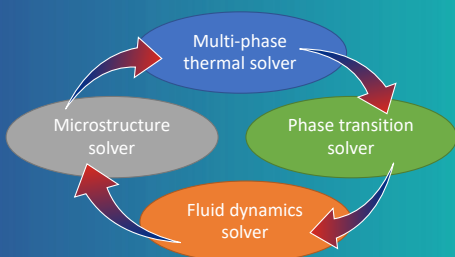 Multi-phase
thermal solver
Phase transition
solver
Fluid dynamics
solver
Microstructure
solver